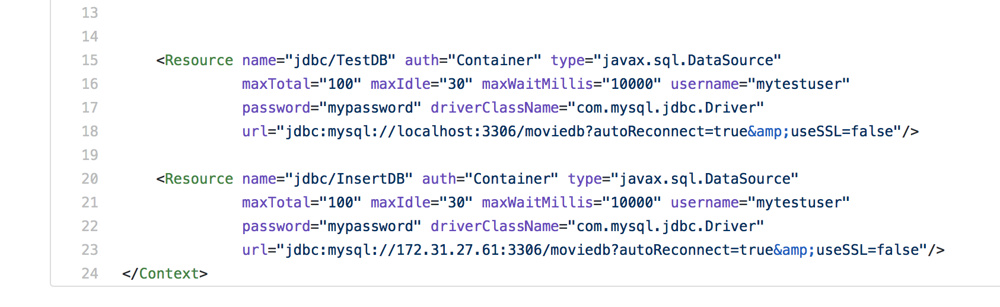 13
14
15 <Resource name="jdbc/TestDB" auth="Container" type="javax.sql.DataSource"
16 maxTotal="100" maxIdle="30" maxWaitMillis="10000" username="mytestuser"
17 password="mypassword" driverClassName="com.mysql.jdbc.Driver"
18 url="jdbc:mysql://localhost:3306/moviedb?autoReconnect=true&amp;useSSL=false"/>
19
20 <Resource name="jdbc/InsertDB" auth="Container" type="javax.sql.DataSource"
21 maxTotal="100" maxIdle="30" maxWaitMillis="10000" username="mytestuser"
22 password="mypassword" driverClassName="com.mysql.jdbc.Driver"
23 url="jdbc:mysql://172.31.27.61:3306/moviedb?autoReconnect=true&amp;useSSL=false"/>
24 </Context>